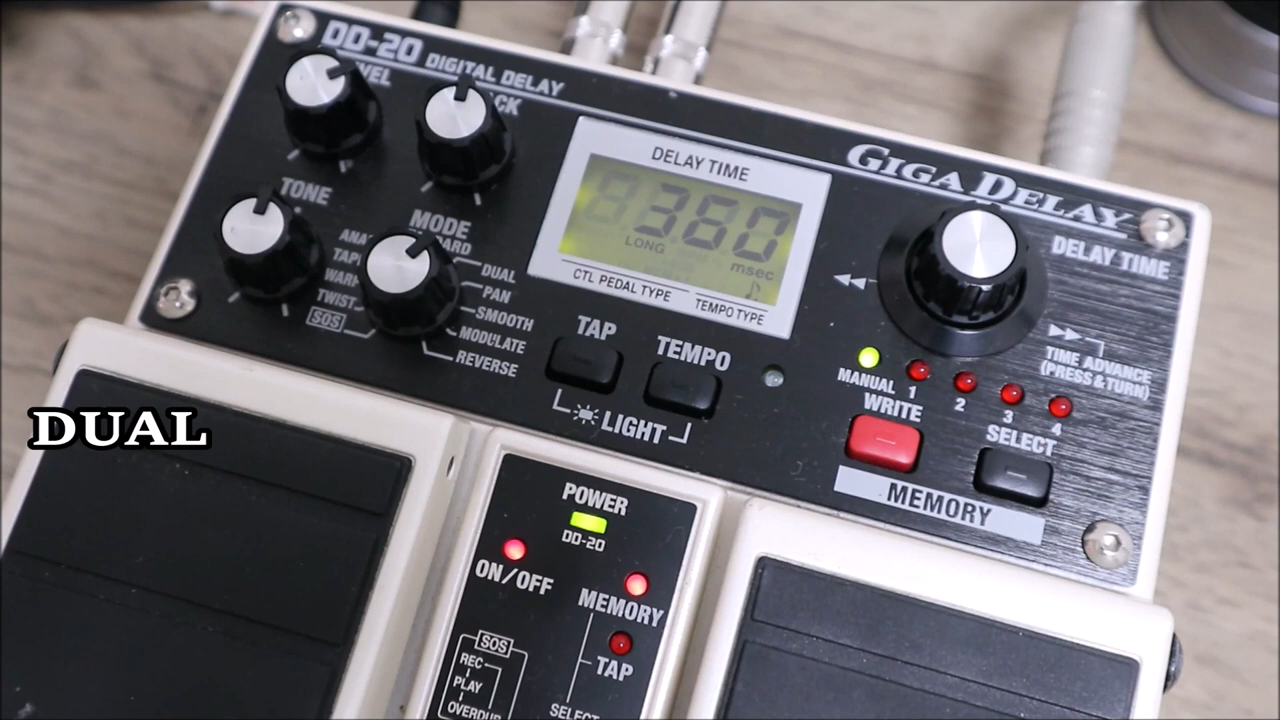 DD-20 DIGITAL DELAY
GIGA DELAY
DELAY TIME
380
LONG
msec
CTL PEDAL TYPE
TEMPO TYPE
DELAY TIME
TONE
MODE
DUAL
PAN
SMOOTH
MODULATE
REVERSE
TWIST
SOS
TAP
TEMPO
LIGHT
TIME ADVANCE
(PRESS & TURN)
MANUAL 1 2 3 4
WRITE
SELECT
MEMORY
DUAL
POWER
DD-20
ON/OFF
MEMORY
TAP
SOS
REC
PLAY
OVERDUB
SELECT